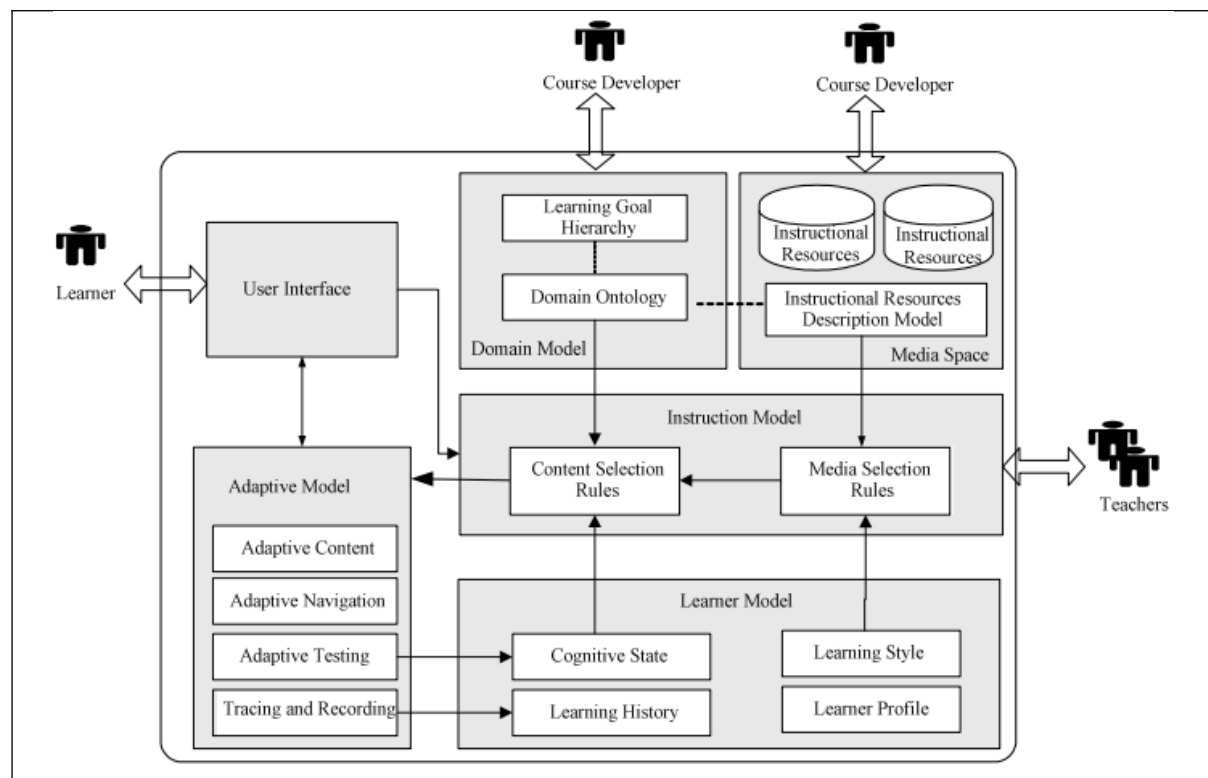 Course Developer
Course Developer
Learner
User Interface
Learning Goal
Hierarchy
Domain Ontology
Domain Model
Instructional
Resources
Instructional
Resources
Instructional Resources
Description Model
Media Space
Instruction Model
Content Selection
Rules
Media Selection
Rules
Teachers
Adaptive Model
Adaptive Content
Adaptive Navigation
Adaptive Testing
Tracing and Recording
Learner Model
Cognitive State
Learning Style
Learning History
Learner Profile